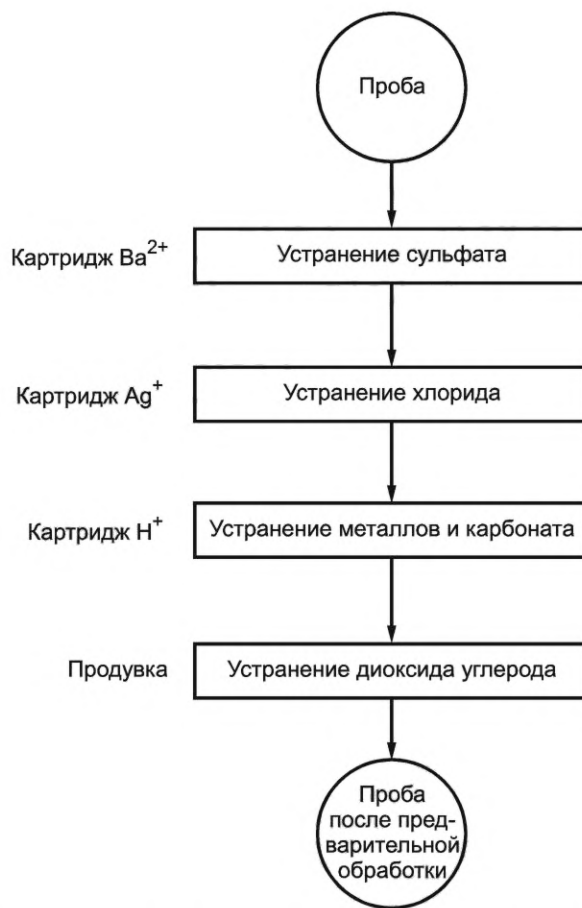 Проба
Картридж Ba²⁺
Устранение сульфата
Картридж Ag⁺
Устранение хлорида
Картридж H⁺
Устранение металлов и карбоната
Продувка
Устранение диоксида углерода
Проба
после пред-
варительной
обработки